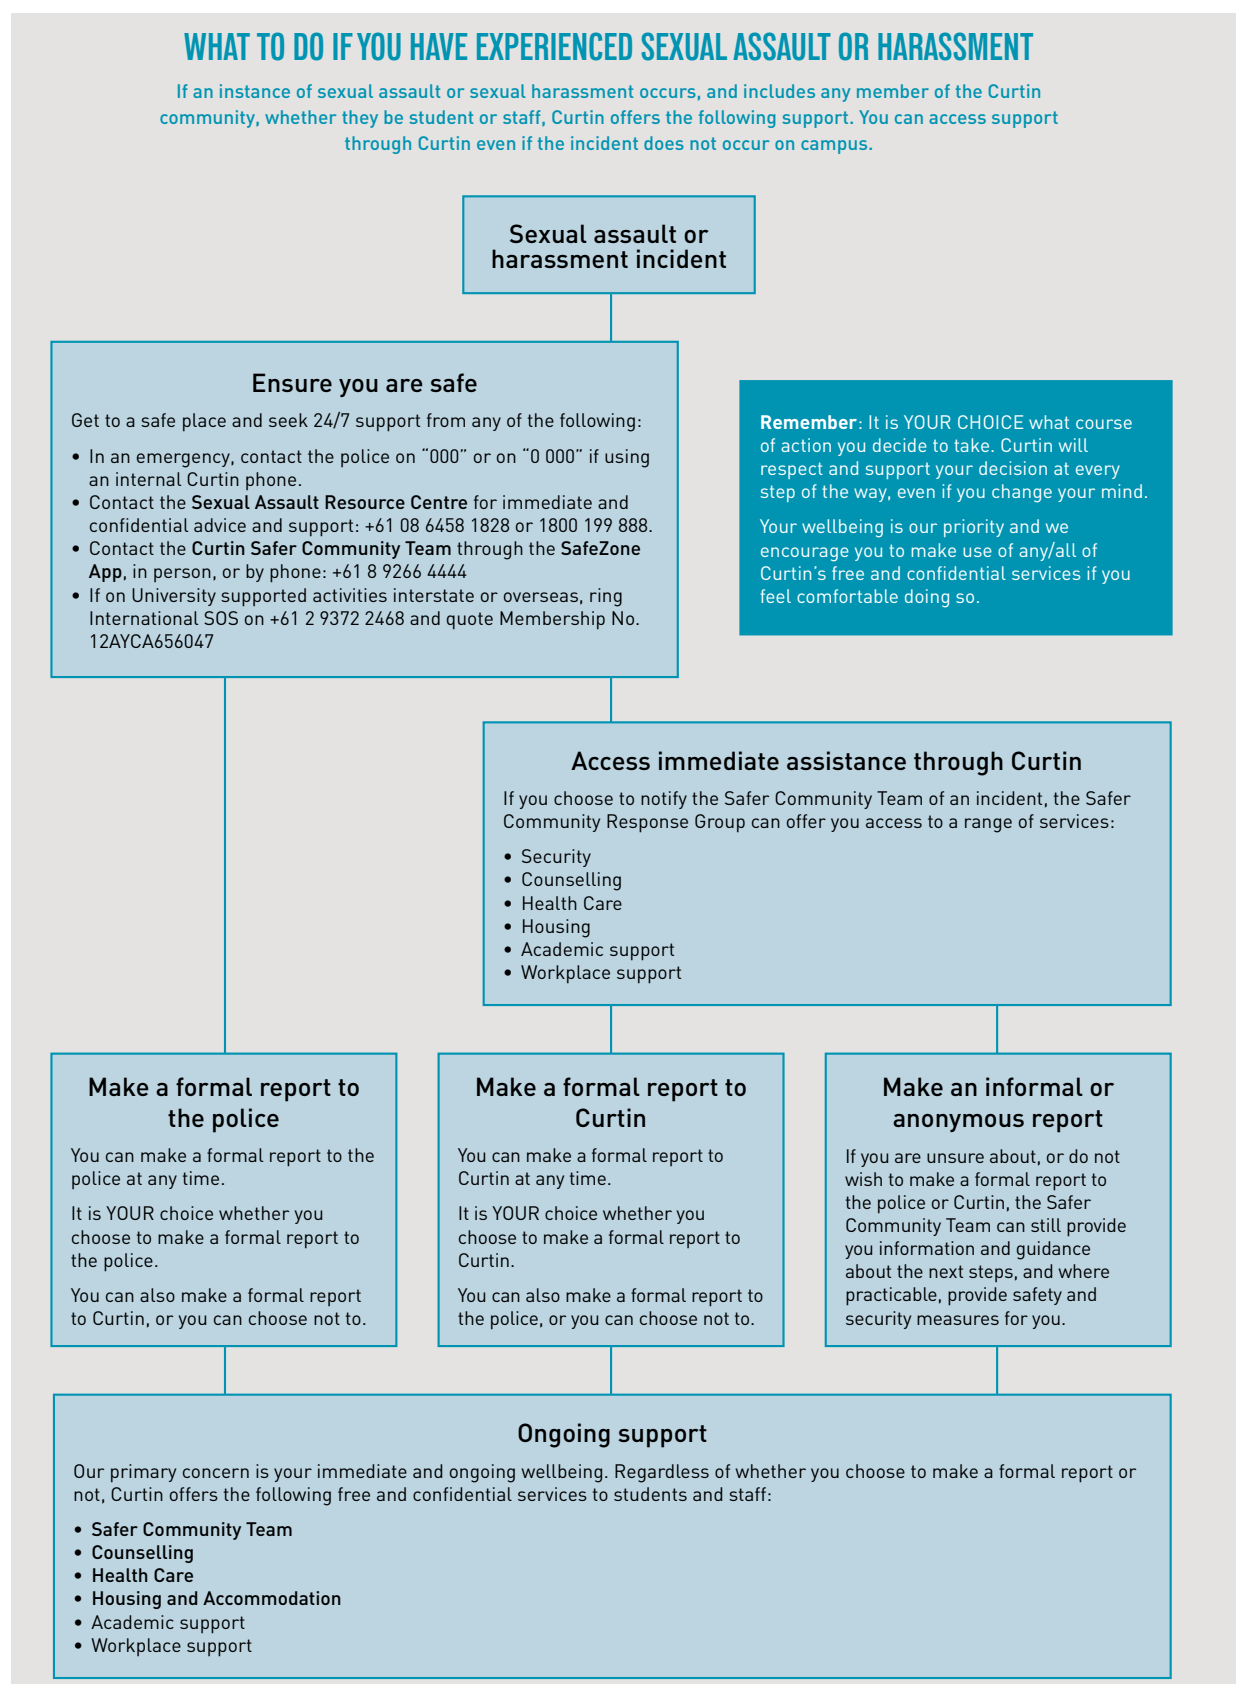 WHAT TO DO IF YOU HAVE EXPERIENCED SEXUAL ASSAULT OR HARASSMENT
If an instance of sexual assault or sexual harassment occurs, and includes any member of the Curtin
community, whether they be student or staff, Curtin offers the following support. You can access support
through Curtin even if the incident does not occur on campus.
Sexual assault or
harassment incident
Ensure you are safe
Get to a safe place and seek 24/7 support from any of the following:
• In an emergency, contact the police on “000” or on “0 000” if using
an internal Curtin phone.
• Contact the Sexual Assault Resource Centre for immediate and
confidential advice and support: +61 08 6458 1828 or 1800 199 888.
• Contact the Curtin Safer Community Team through the SafeZone
App, in person, or by phone: +61 8 9266 4444
• If on University supported activities interstate or overseas, ring
International SOS on +61 2 9372 2468 and quote Membership No.
12AYCA656047
Remember: It is YOUR CHOICE what course
of action you decide to take. Curtin will
respect and support your decision at every
step of the way, even if you change your mind.
Your wellbeing is our priority and we
encourage you to make use of any/all of
Curtin’s free and confidential services if you
feel comfortable doing so.
Access immediate assistance through Curtin
If you choose to notify the Safer Community Team of an incident, the Safer
Community Response Group can offer you access to a range of services:
• Security
• Counselling
• Health Care
• Housing
• Academic support
• Workplace support
Make a formal report to
the police
You can make a formal report to the
police at any time.
It is YOUR choice whether you
choose to make a formal report to
the police.
You can also make a formal report
to Curtin, or you can choose not to.
Make a formal report to
Curtin
You can make a formal report to
Curtin at any time.
It is YOUR choice whether you
choose to make a formal report to
Curtin.
You can also make a formal report to
the police, or you can choose not to.
Make an informal or
anonymous report
If you are unsure about, or do not
wish to make a formal report to
the police or Curtin, the Safer
Community Team can still provide
you information and guidance
about the next steps, and where
practicable, provide safety and
security measures for you.
Ongoing support
Our primary concern is your immediate and ongoing wellbeing. Regardless of whether you choose to make a formal report or
not, Curtin offers the following free and confidential services to students and staff:
• Safer Community Team
• Counselling
• Health Care
• Housing and Accommodation
• Academic support
• Workplace support